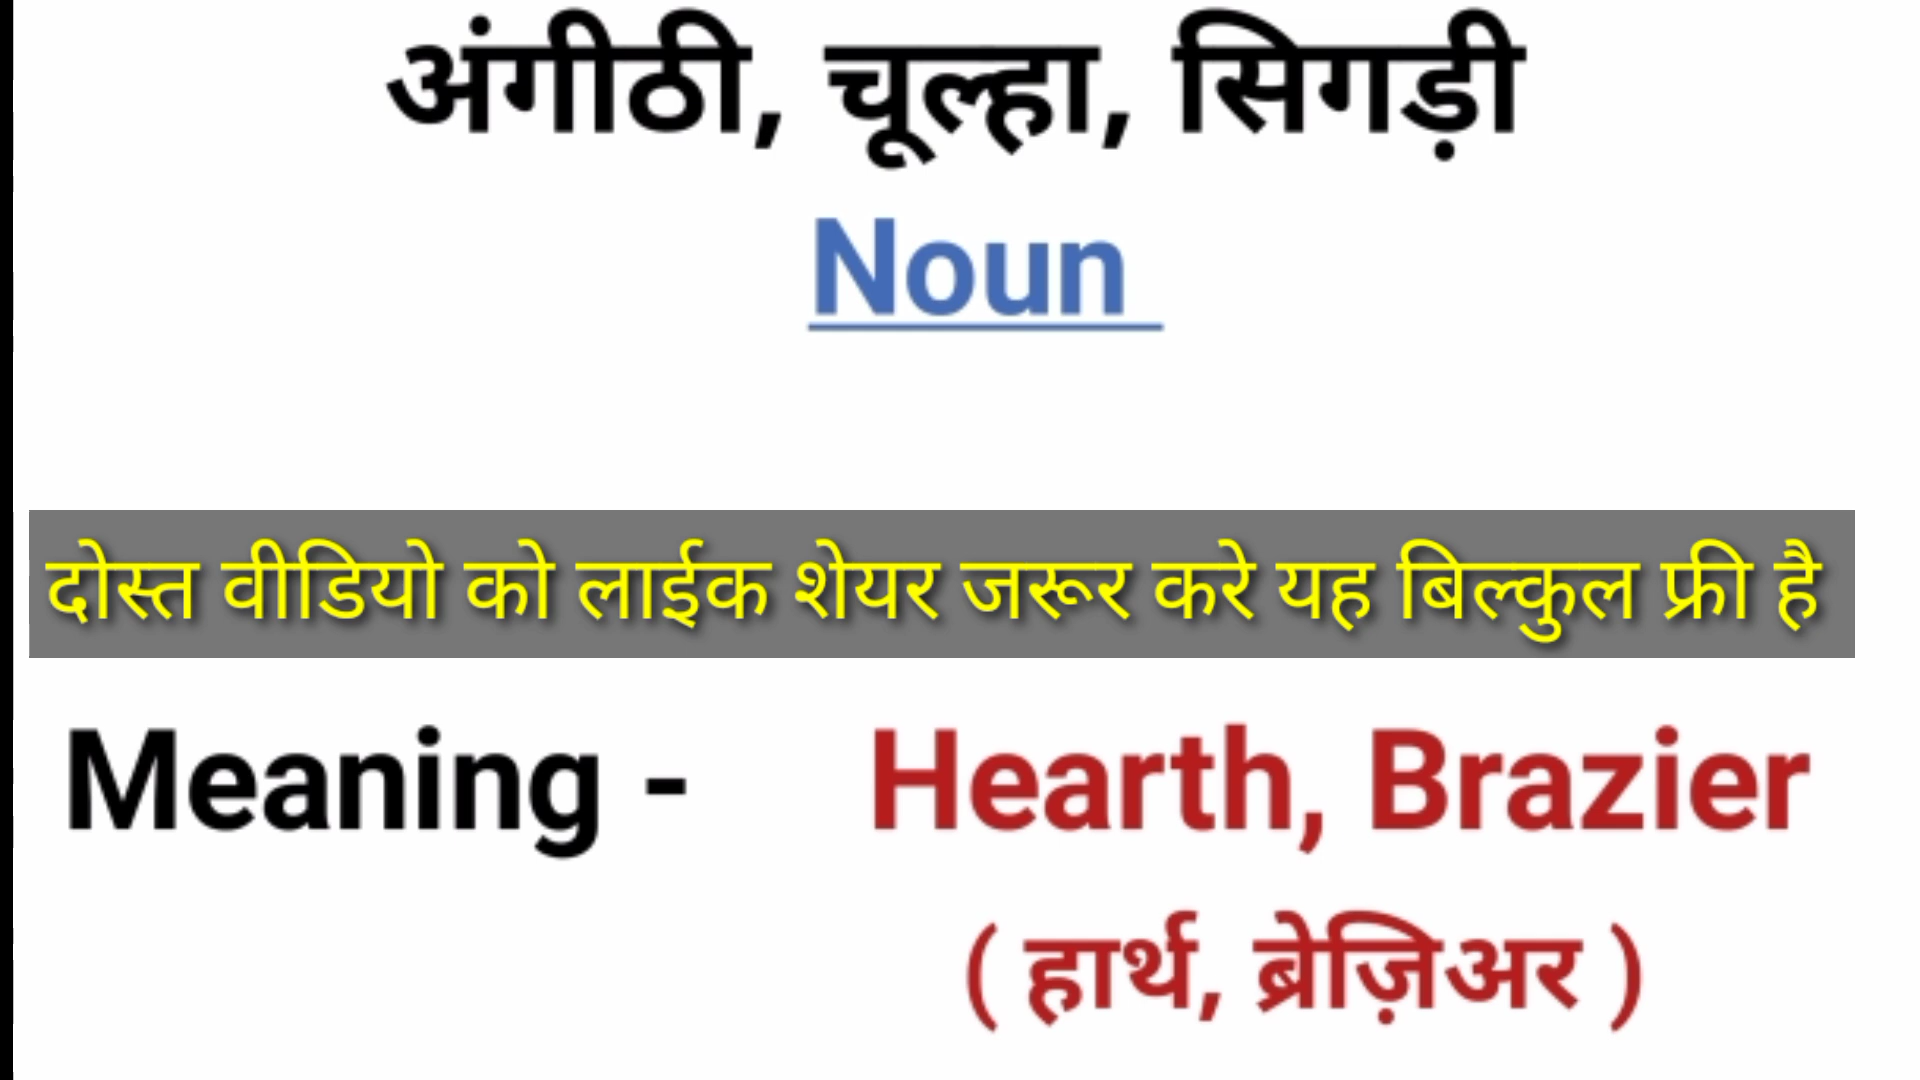 अंगीठी, चूल्हा, सिगड़ी
Noun
दोस्त वीडियो को लाईक शेयर जरूर करे यह बिल्कुल फ्री है
Meaning - Hearth, Brazier
( हार्थ, ब्रेज़िअर )